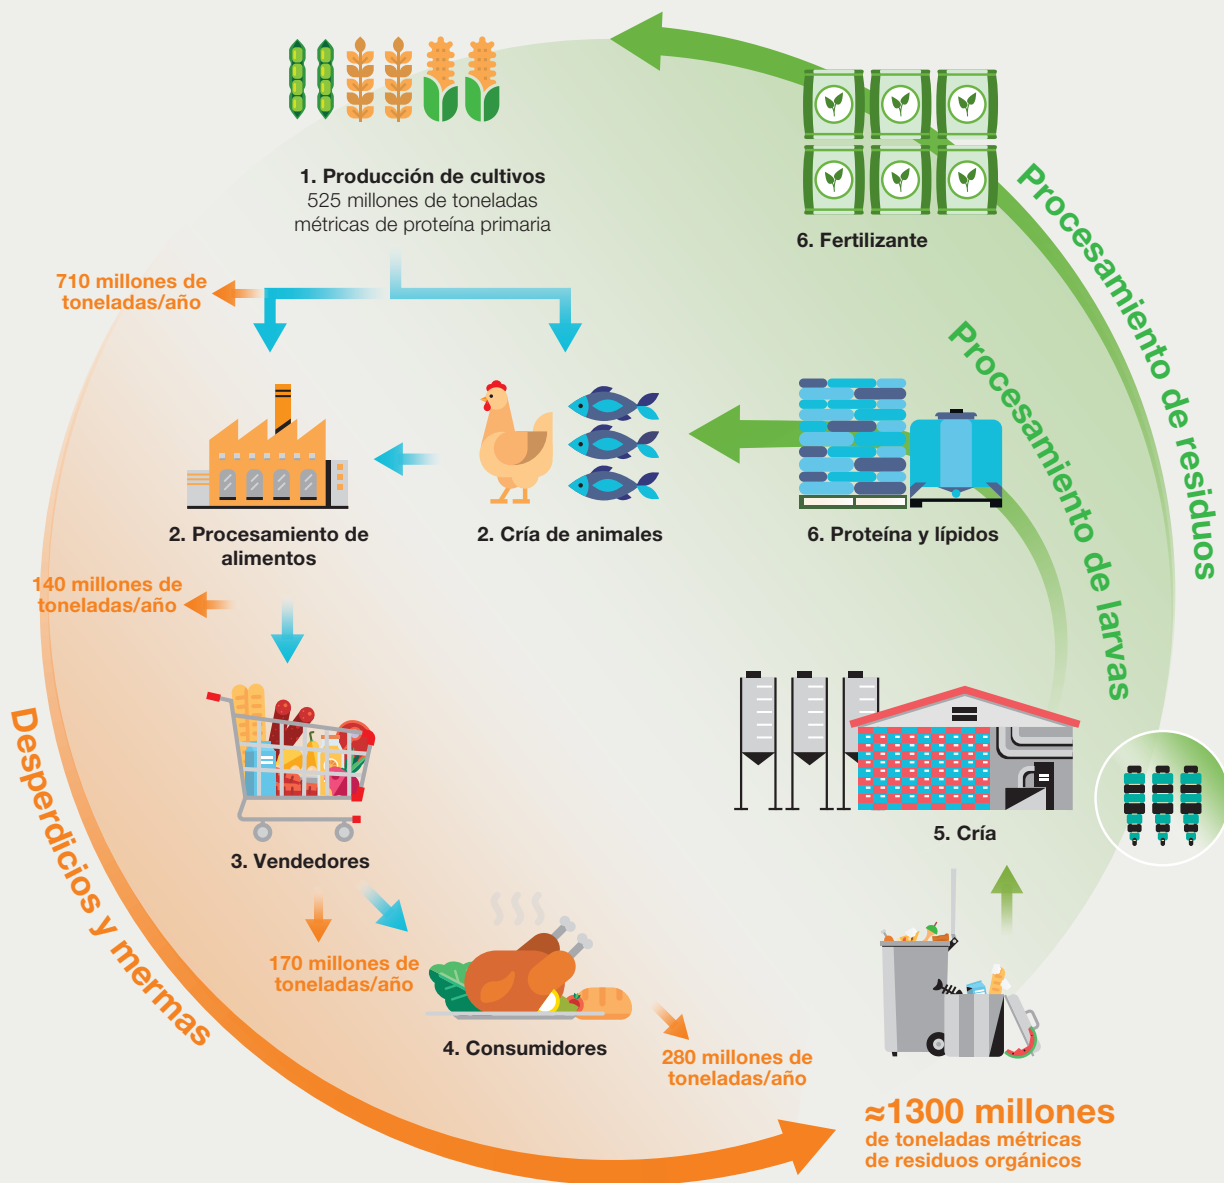 1. Producción de cultivos
525 millones de toneladas
métricas de proteína primaria
6. Fertilizante
Procesamiento de residuos
710 millones de
toneladas/año
Procesamiento de larvas
2. Procesamiento de
alimentos
2. Cría de animales
6. Proteína y lípidos
140 millones de
toneladas/año
Desperdicios y mermas
3. Vendedores
5. Cría
170 millones de
toneladas/año
4. Consumidores
280 millones de
toneladas/año
≈1300 millones
de toneladas métricas
de residuos orgánicos